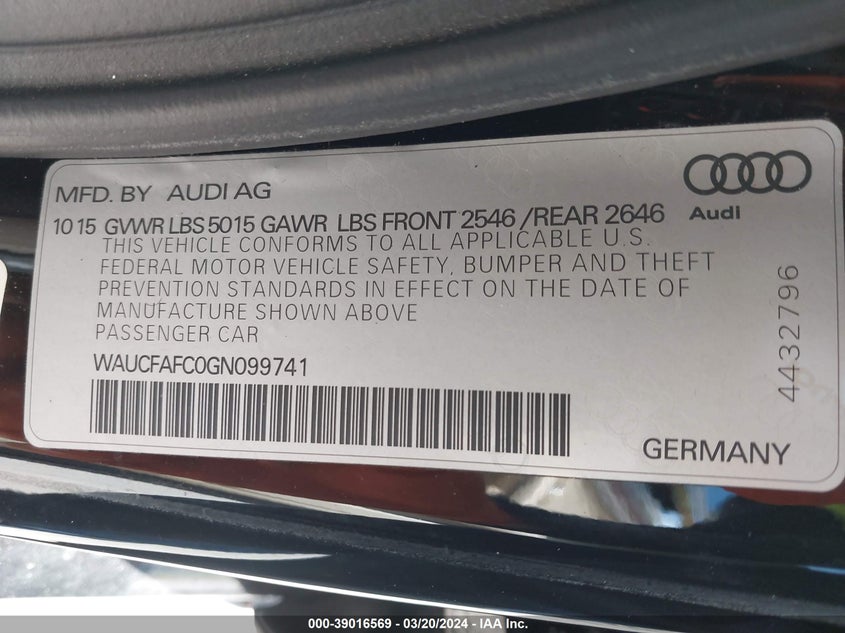 MFD. BY AUDI AG
Audi
10 15 GVWR LBS 5015 GAWR LBS FRONT 2546 /REAR 2646
THIS VEHICLE CONFORMS TO ALL APPLICABLE U.S.
FEDERAL MOTOR VEHICLE SAFETY, BUMPER AND THEFT
PREVENTION STANDARDS IN EFFECT ON THE DATE OF
MANUFACTURE SHOWN ABOVE
PASSENGER CAR
WAUCFAFC0GN099741
4432796
GERMANY
000-39016569 — 03/20/2024 — IAA Inc.